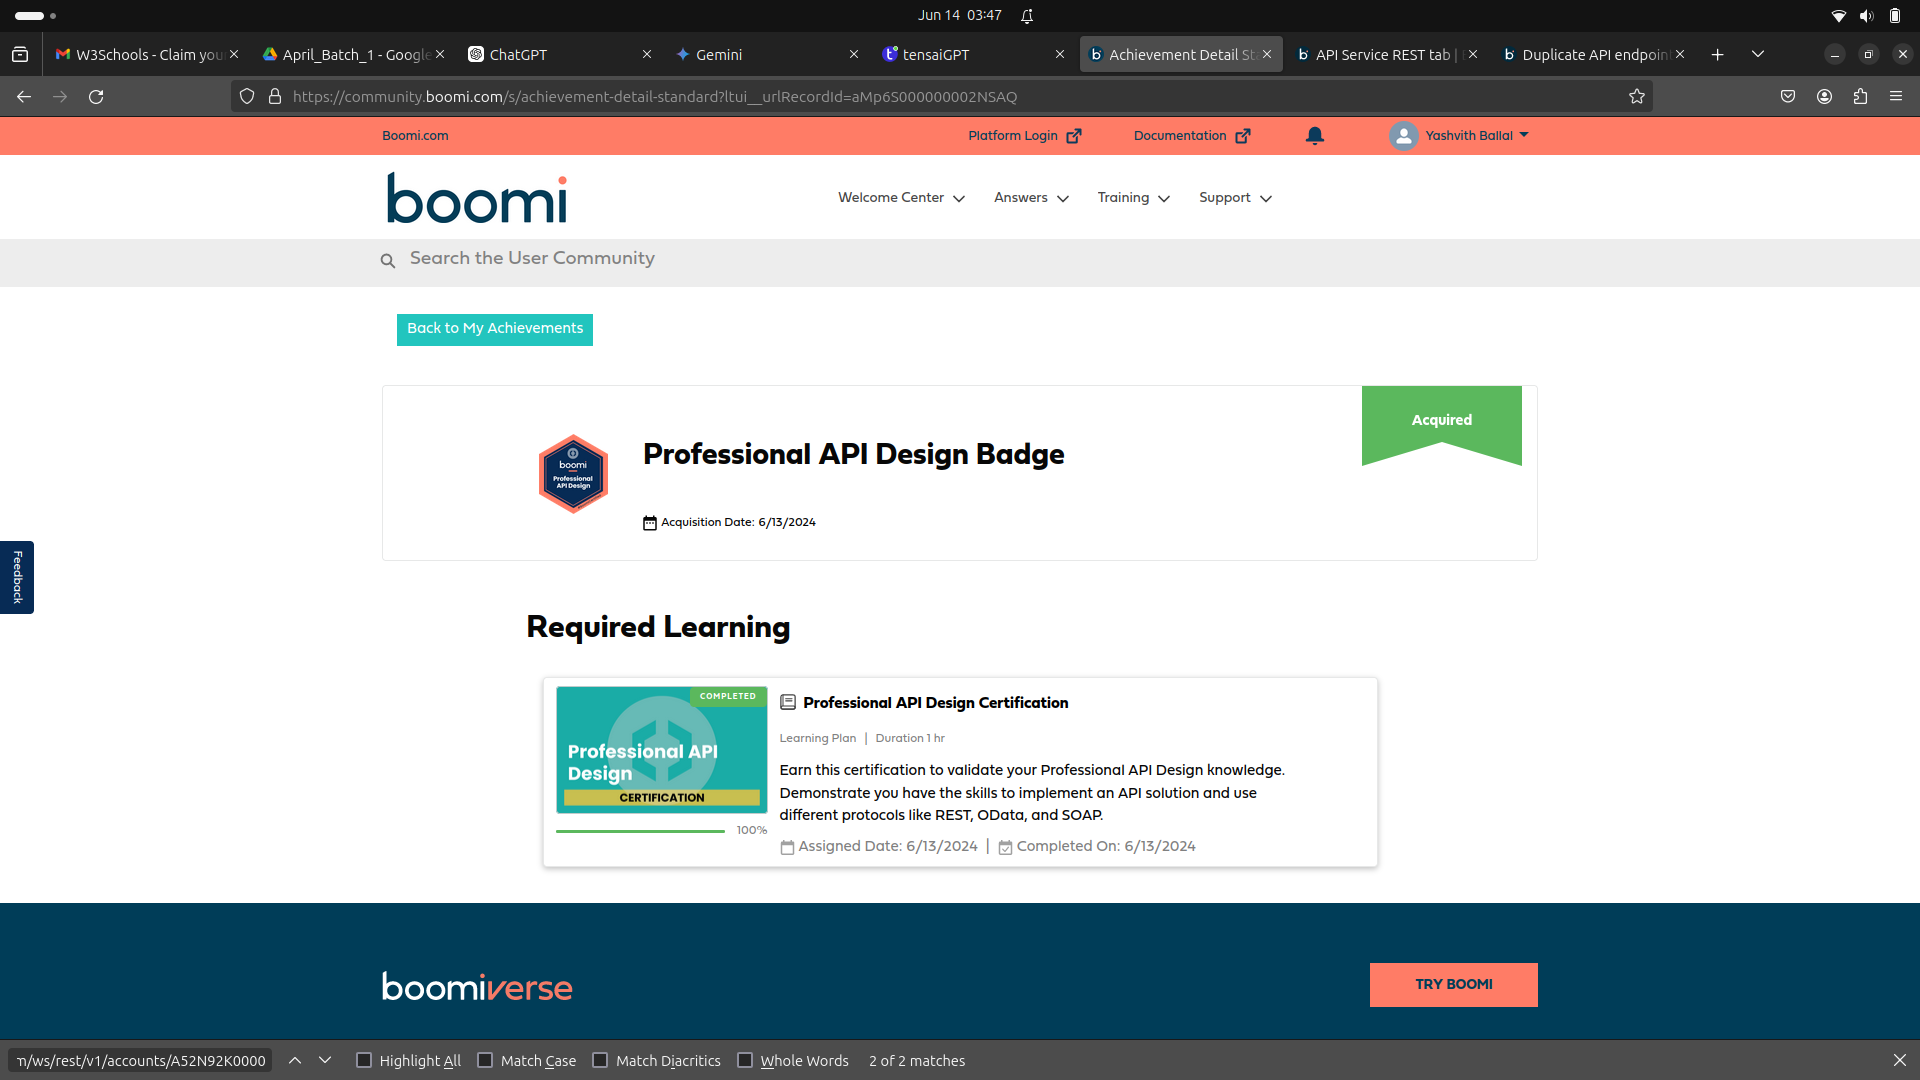 Jun 14 03:47
W3Schools - Claim you
April_Batch_1 - Google
ChatGPT
Gemini
tensaiGPT
Achievement Detail St
API Service REST tab |
Duplicate API endpoin
https://community.boomi.com/s/achievement-detail-standard?ltui__urlRecordId=aMp6S000000002NSAQ
Boomi.com
Platform Login
Documentation
Yashvith Ballal
boomi
Welcome Center
Answers
Training
Support
Search the User Community
Back to My Achievements
Acquired
boomi
Professional
API Design
Professional API Design Badge
Acquisition Date: 6/13/2024
Feedback
Required Learning
COMPLETED
Professional API
Design
CERTIFICATION
100%
Professional API Design Certification
Learning Plan | Duration 1 hr
Earn this certification to validate your Professional API Design knowledge.
Demonstrate you have the skills to implement an API solution and use
different protocols like REST, OData, and SOAP.
Assigned Date: 6/13/2024 | Completed On: 6/13/2024
boomiverse
TRY BOOMI
n/ws/rest/v1/accounts/A52N92K0000
Highlight All
Match Case
Match Diacritics
Whole Words
2 of 2 matches